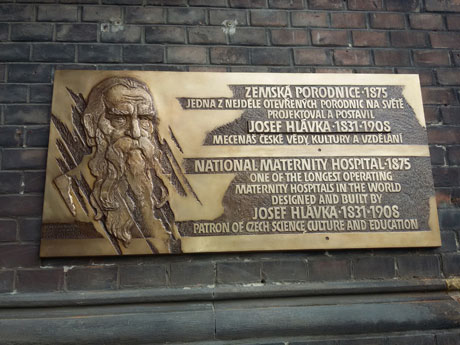 ZEMSKÁ PORODNICE·1875
JEDNA Z NEJDÉLE OTEVŘENÝCH PORODNIC NA SVĚTĚ
PROJEKTOVAL A POSTAVIL
JOSEF HLÁVKA·1831-1908
MECENÁŠ ČESKÉ VĚDY KULTURY A VZDĚLÁNÍ
NATIONAL MATERNITY HOSPITAL·1875
ONE OF THE LONGEST OPERATING
MATERNITY HOSPITALS IN THE WORLD
DESIGNED AND BUILT BY
JOSEF HLÁVKA·1831-1908
PATRON OF CZECH SCIENCE, CULTURE AND EDUCATION